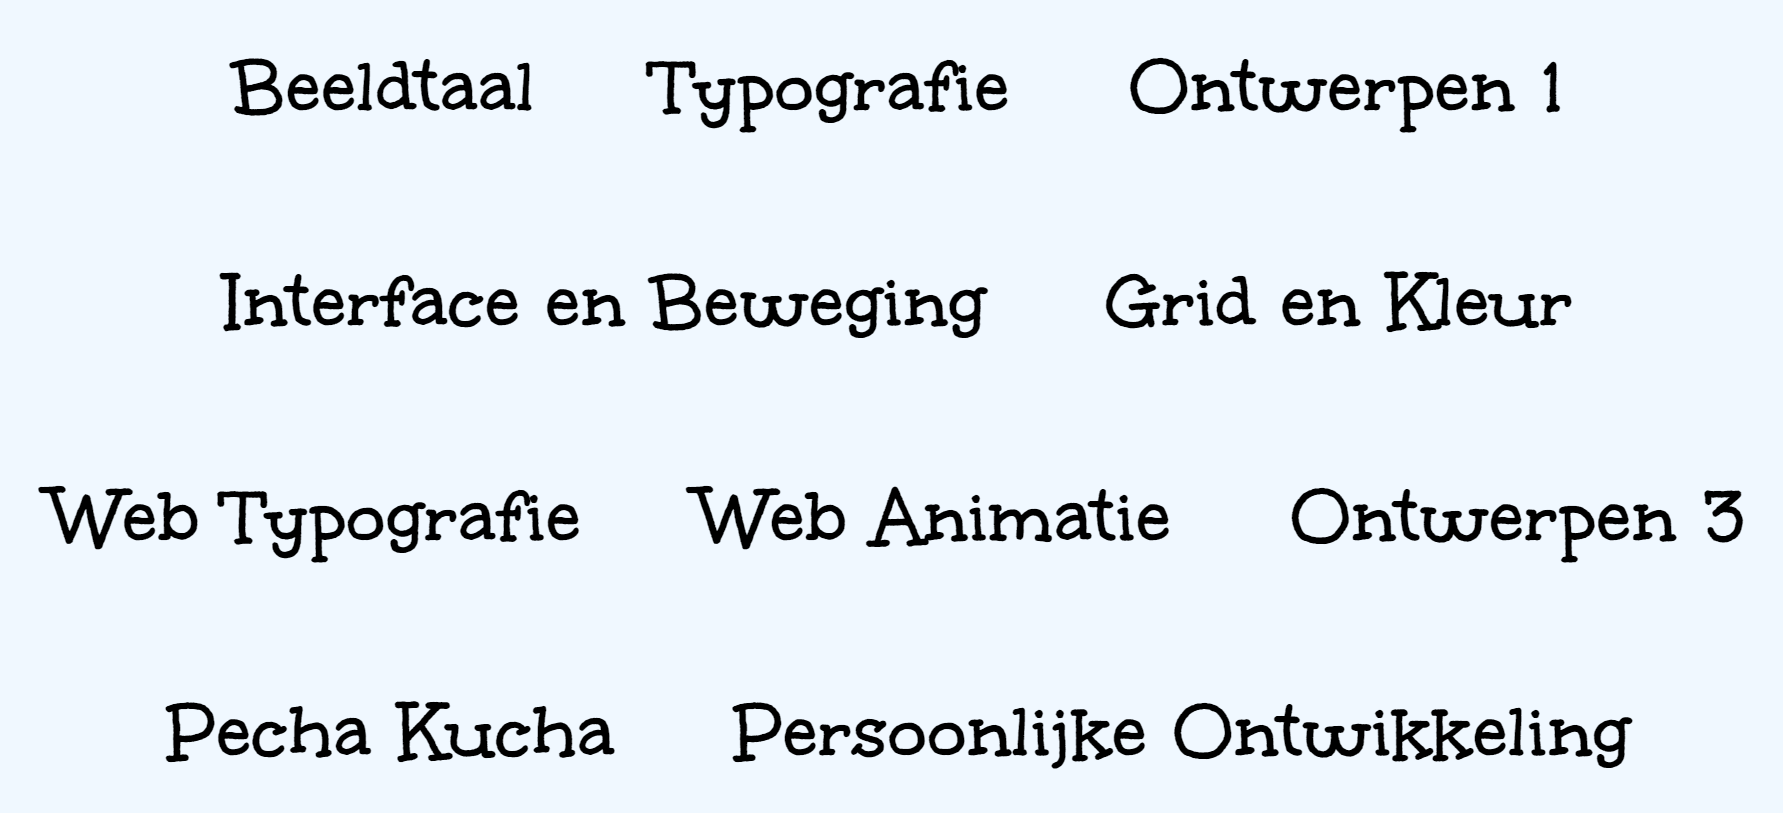 Beeldtaal Typografie Ontwerpen 1
Interface en Beweging Grid en Kleur
Web Typografie Web Animatie Ontwerpen 3
Pecha Kucha Persoonlijke Ontwikkeling